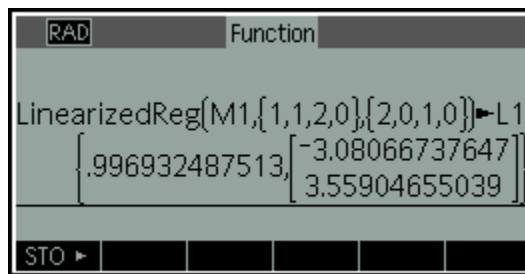 RAD Function
LinearizedReg(M1,{1,1,2,0},{2,0,1,0})►L1
{.996932487513,[⁻3.08066737647]
[3.55904655039]}
STO ►